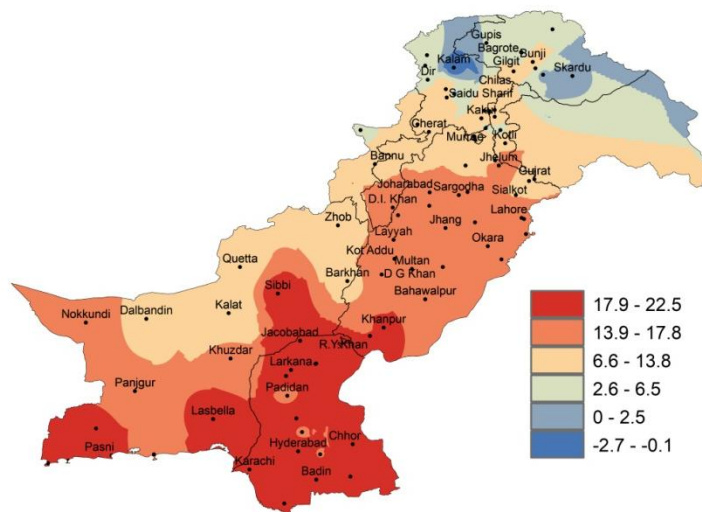 Gupis
Bagrote
Bunji
Kalam
Gilgit
Skardu
Dir
Chilas
Saidu Sharif
Kakul
Cherat
Murree
Kotli
Bannu
Jhelum
Gujrat
Joharabad
Sargodha
Sialkot
D.I. Khan
Zhob
Lahore
Layyah
Jhang
Quetta
Kot Addu
Okara
Multan
Barkhan
D G Khan
Sibbi
Bahawalpur
Kalat
Nokkundi
Dalbandin
Khanpur
Jacobabad
R.Y.Khan
Khuzdar
Larkana
Panjgur
Padidan
Lasbella
Pasni
Hyderabad
Chhor
Karachi
Badin
17.9 - 22.5
13.9 - 17.8
6.6 - 13.8
2.6 - 6.5
0 - 2.5
-2.7 - -0.1